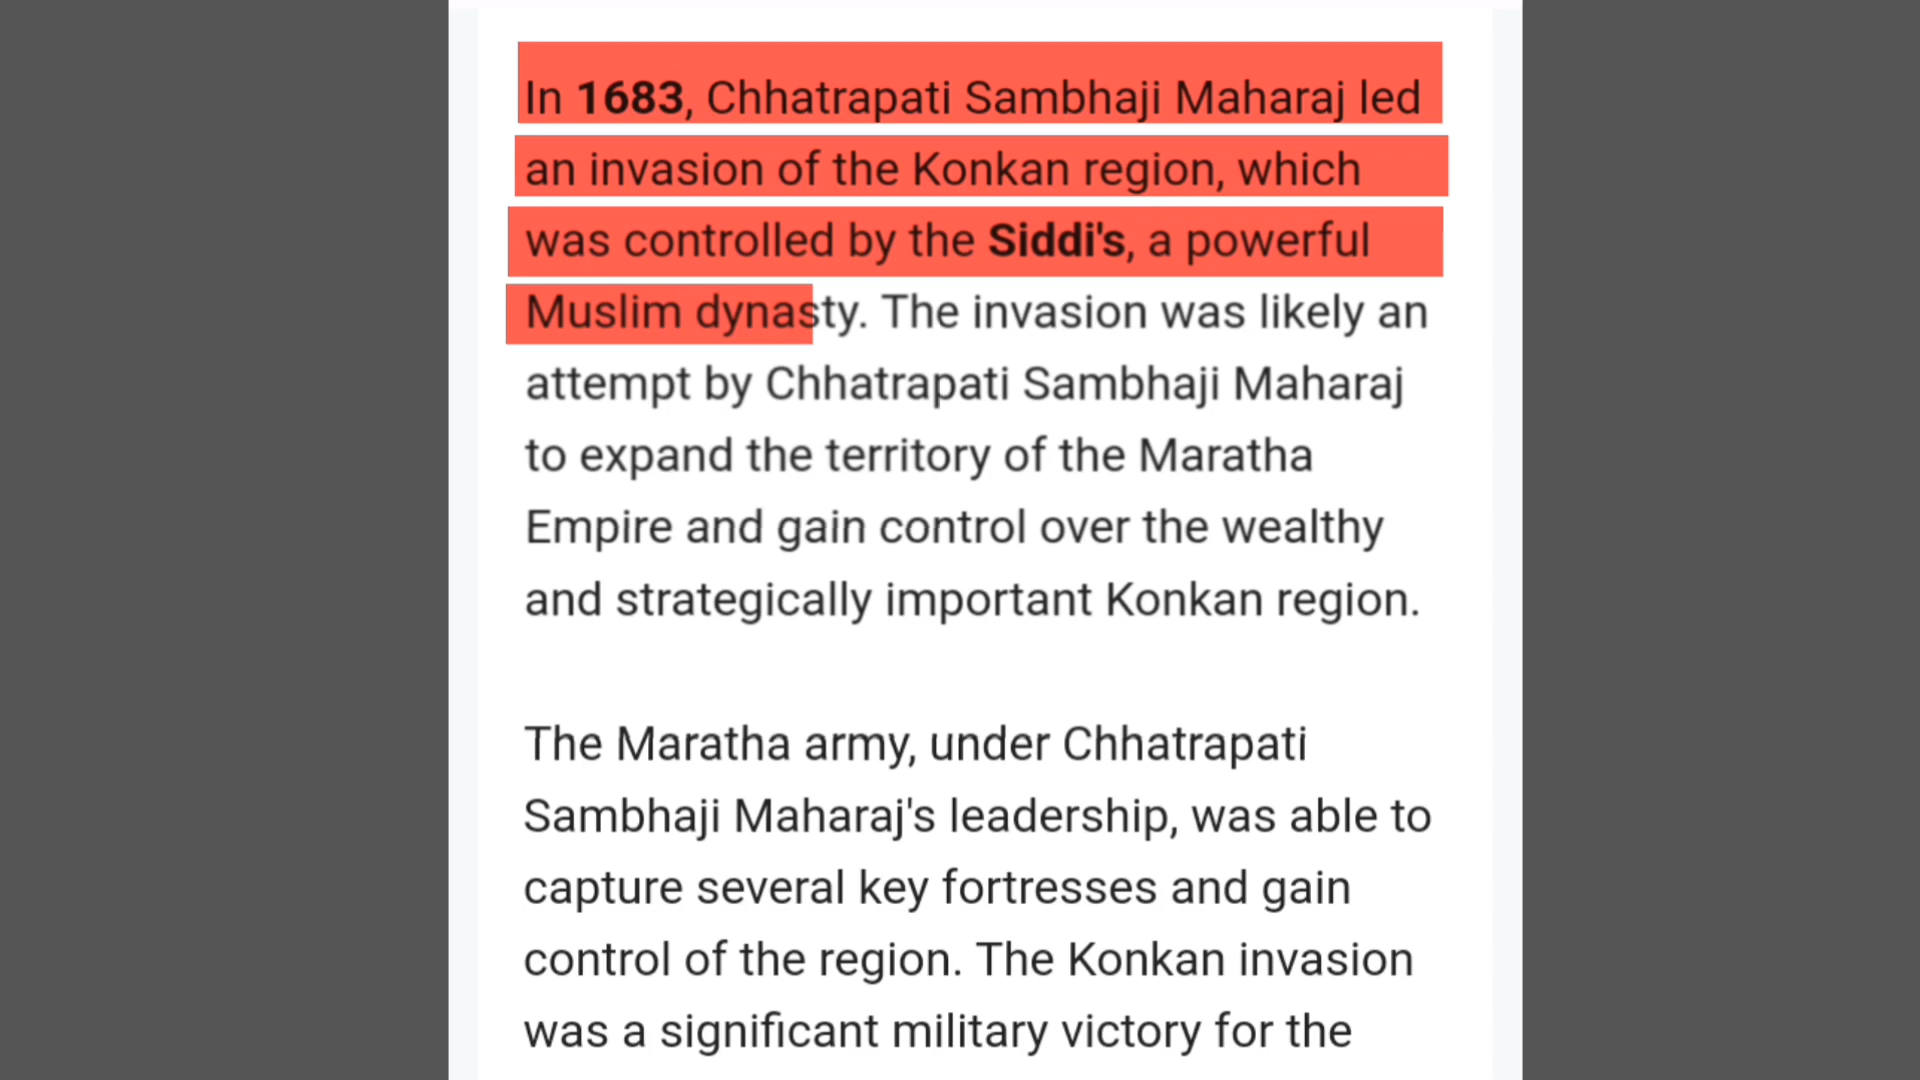 In 1683, Chhatrapati Sambhaji Maharaj led
an invasion of the Konkan region, which
was controlled by the Siddi's, a powerful
Muslim dynasty. The invasion was likely an
attempt by Chhatrapati Sambhaji Maharaj
to expand the territory of the Maratha
Empire and gain control over the wealthy
and strategically important Konkan region.
The Maratha army, under Chhatrapati
Sambhaji Maharaj's leadership, was able to
capture several key fortresses and gain
control of the region. The Konkan invasion
was a significant military victory for the